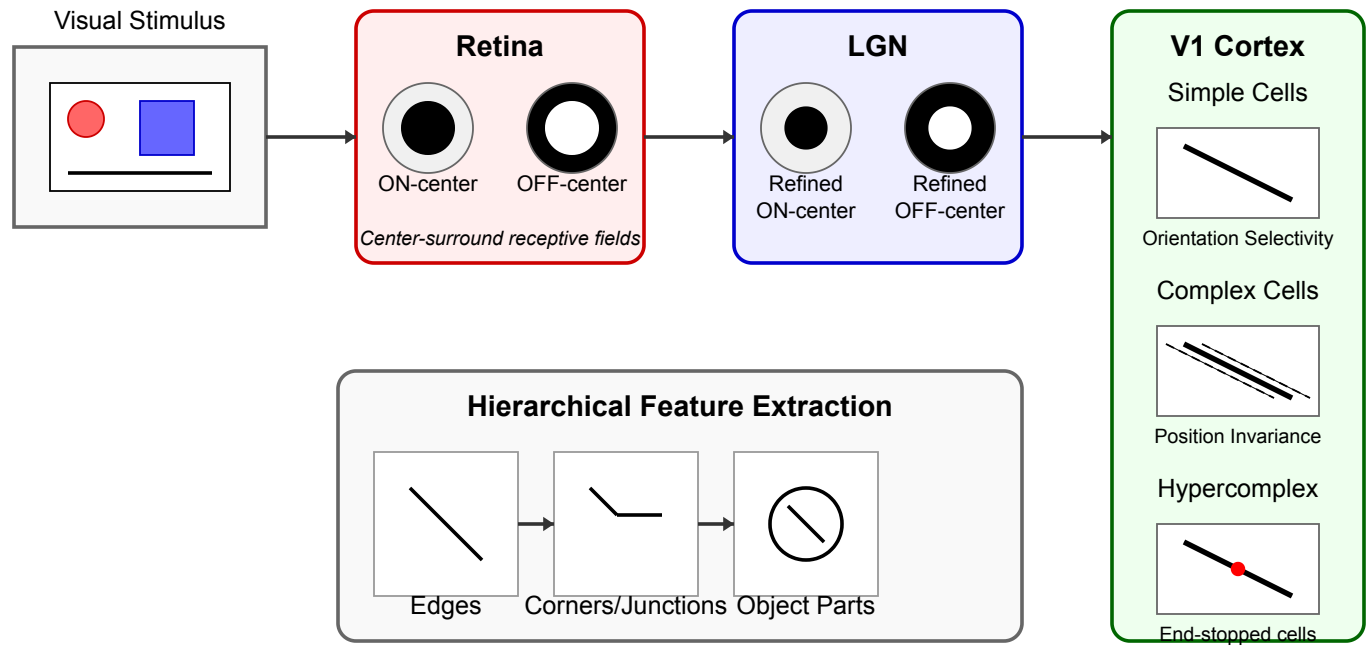 Visual Stimulus
Retina
ON-center
OFF-center
Center-surround receptive fields
LGN
Refined
ON-center
Refined
OFF-center
V1 Cortex
Simple Cells
Orientation Selectivity
Complex Cells
Position Invariance
Hypercomplex
End-stopped cells
Hierarchical Feature Extraction
Edges
Corners/Junctions
Object Parts